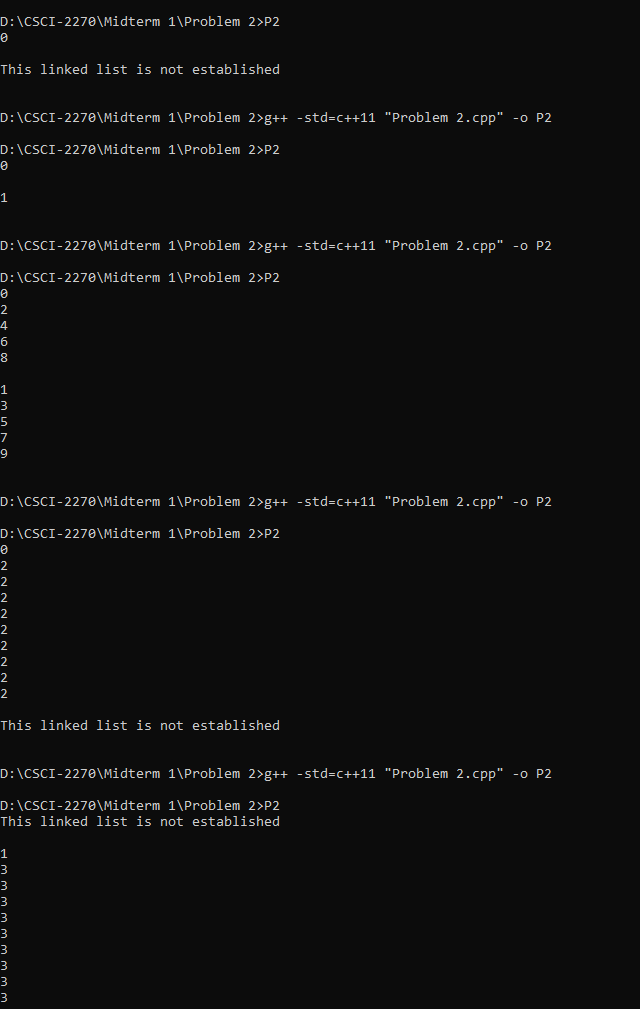 D:\CSCI-2270\Midterm 1\Problem 2>P2
0
This linked list is not established
D:\CSCI-2270\Midterm 1\Problem 2>g++ -std=c++11 "Problem 2.cpp" -o P2
D:\CSCI-2270\Midterm 1\Problem 2>P2
0
1
D:\CSCI-2270\Midterm 1\Problem 2>g++ -std=c++11 "Problem 2.cpp" -o P2
D:\CSCI-2270\Midterm 1\Problem 2>P2
0
2
4
6
8
1
3
5
7
9
D:\CSCI-2270\Midterm 1\Problem 2>g++ -std=c++11 "Problem 2.cpp" -o P2
D:\CSCI-2270\Midterm 1\Problem 2>P2
0
2
2
2
2
2
2
2
2
2
This linked list is not established
D:\CSCI-2270\Midterm 1\Problem 2>g++ -std=c++11 "Problem 2.cpp" -o P2
D:\CSCI-2270\Midterm 1\Problem 2>P2
This linked list is not established
1
3
3
3
3
3
3
3
3
3